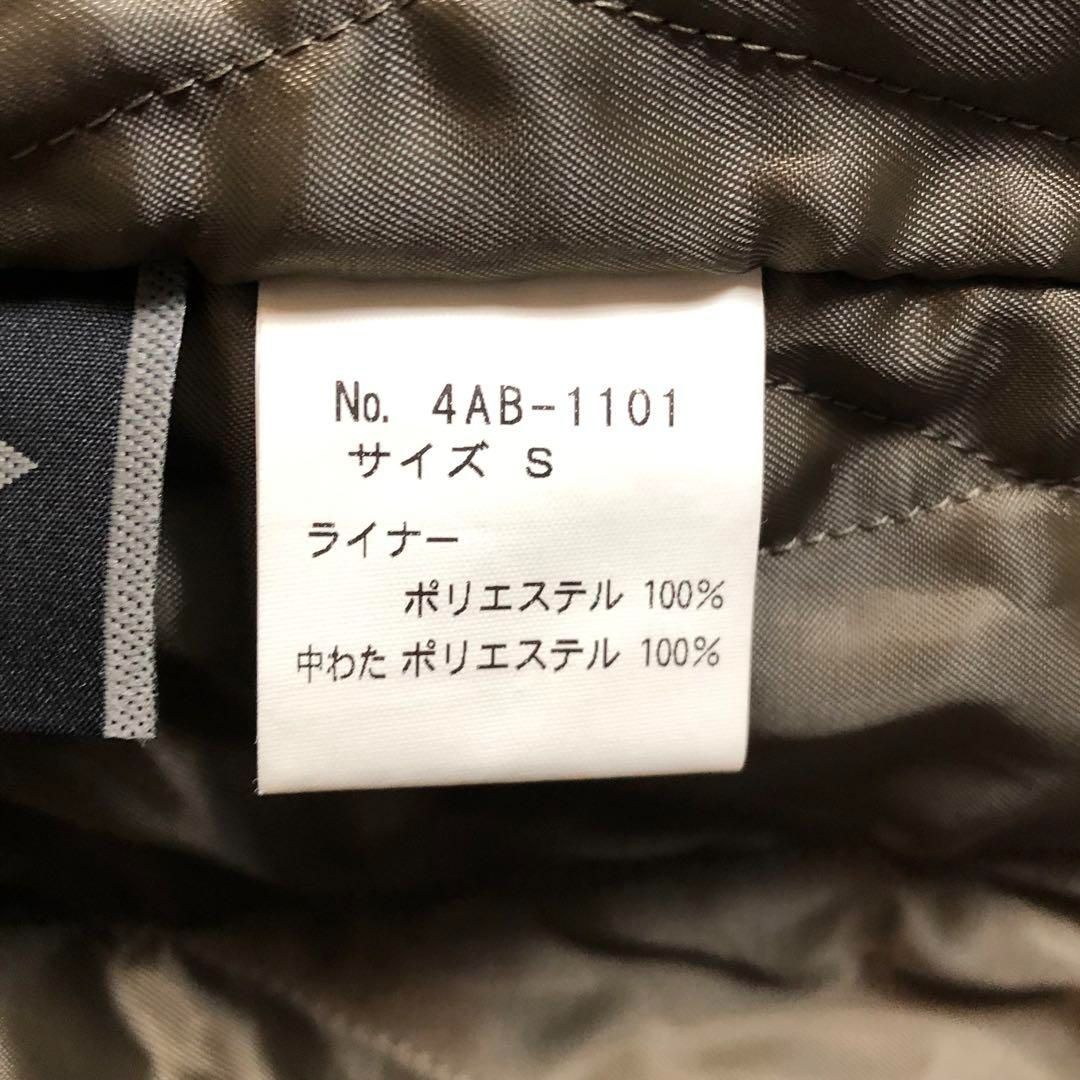 No. 4AB-1101
サイズ S
ライナー
ポリエステル 100%
中わた ポリエステル 100%